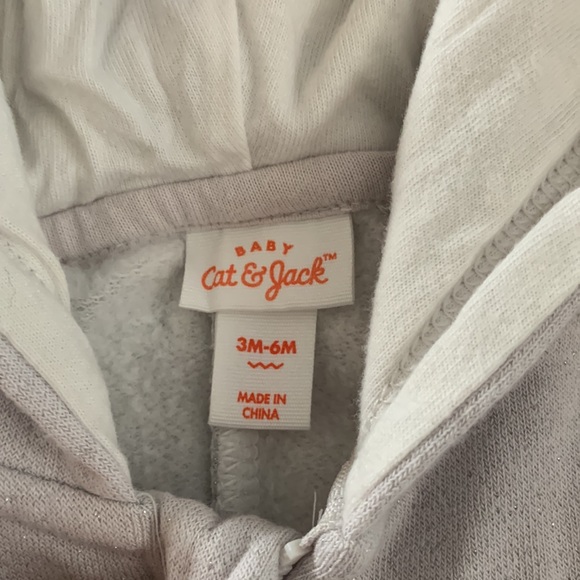 BABY
Cat & Jack™
3M-6M
MADE IN
CHINA